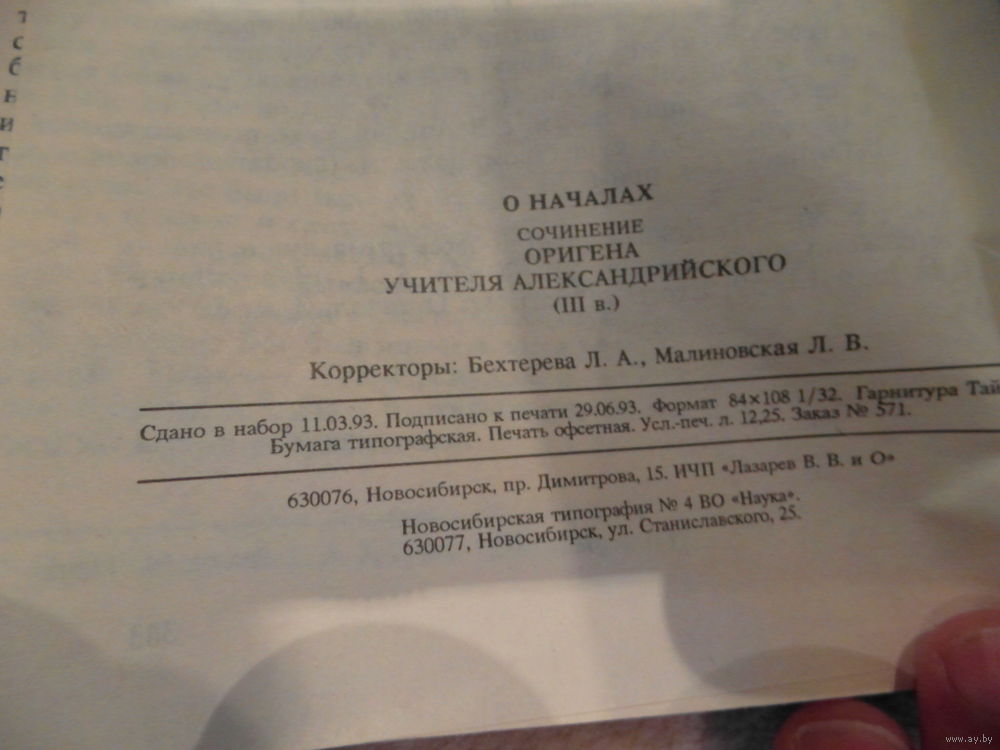 О НАЧАЛАХ
СОЧИНЕНИЕ
ОРИГЕНА
УЧИТЕЛЯ АЛЕКСАНДРИЙСКОГО
(III в.)
Корректоры: Бехтерева Л. А., Малиновская Л. В.
Сдано в набор 11.03.93. Подписано к печати 29.06.93. Формат 84×108 1/32. Гарнитура Тай
Бумага типографская. Печать офсетная. Усл.-печ. л. 12,25. Заказ № 571.
630076, Новосибирск, пр. Димитрова, 15. ИЧП «Лазарев В. В. и О»
Новосибирская типография № 4 ВО «Наука».
630077, Новосибирск, ул. Станиславского, 25.
www.ay.by